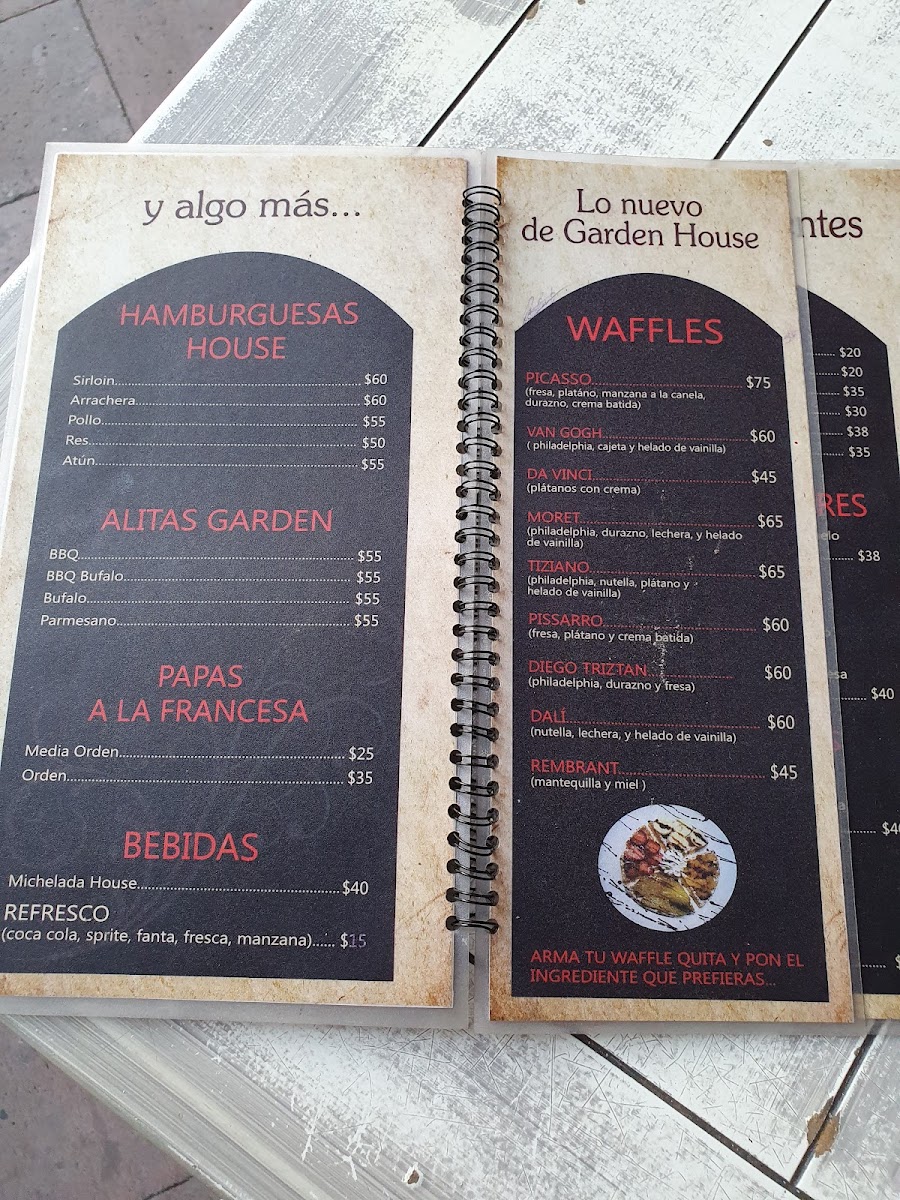 y algo más...
HAMBURGUESAS
HOUSE
Sirloin.......... $60
Arrachera.......... $60
Pollo.......... $55
Res.......... $50
Atún.......... $55
ALITAS GARDEN
BBQ.......... $55
BBQ Bufalo.......... $55
Bufalo.......... $55
Parmesano.......... $55
PAPAS
A LA FRANCESA
Media Orden.......... $25
Orden.......... $35
BEBIDAS
Michelada House.......... $40
REFRESCO
(coca cola, sprite, fanta, fresca, manzana)...... $15
Lo nuevo
de Garden House
WAFFLES
PICASSO.......... $75
(fresa, platáno, manzana a la canela,
durazno, crema batida)
VAN GOGH.......... $60
( philadelphia, cajeta y helado de vainilla)
DA VINCI.......... $45
(plátanos con crema)
MORET.......... $65
(philadelphia, durazno, lechera, y helado
de vainilla)
TIZIANO.......... $65
(philadelphia, nutella, plátano y
helado de vainilla)
PISSARRO.......... $60
(fresa, plátano y crema batida)
DIEGO TRIZTAN.......... $60
(philadelphia, durazno y fresa)
DALÍ.......... $60
(nutella, lechera, y helado de vainilla)
REMBRANT.......... $45
(mantequilla y miel )
ARMA TU WAFFLE QUITA Y PON EL
INGREDIENTE QUE PREFIERAS...
ntes
..... $20
..... $20
..... $35
..... $30
..... $38
..... $35
RES
elo
..... $38
sa
..... $40